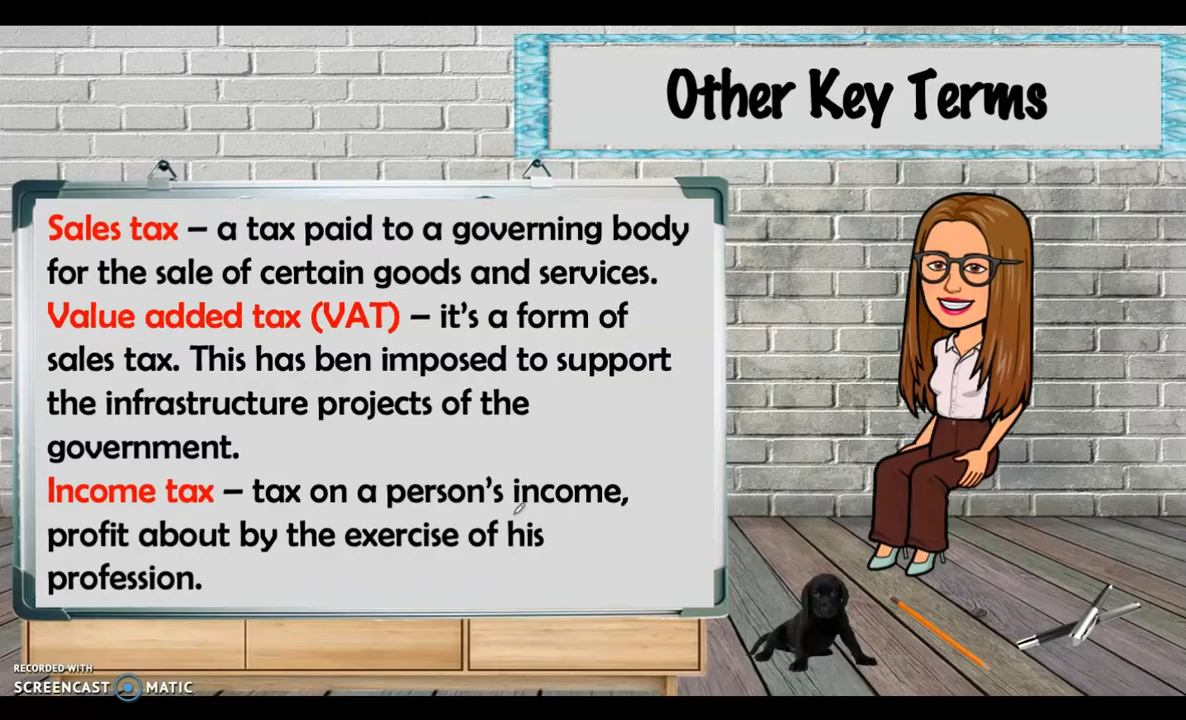 Other Key Terms
Sales tax – a tax paid to a governing body
for the sale of certain goods and services.
Value added tax (VAT) – it's a form of
sales tax. This has ben imposed to support
the infrastructure projects of the
government.
Income tax – tax on a person's income,
profit about by the exercise of his
profession.
RECORDED WITH
SCREENCAST MATIC